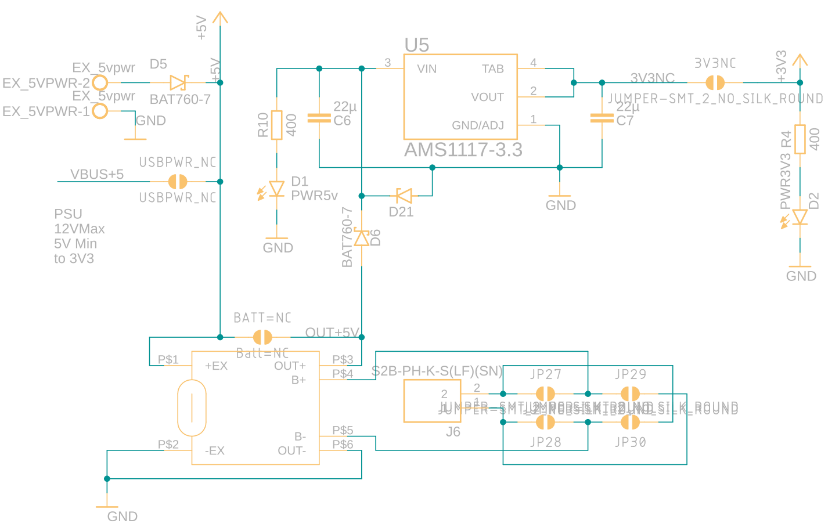 +5V
+5V
EX_5vpwr
EX_5VPWR-2
EX_5vpwr
EX_5VPWR-1
D5
BAT760-7
GND
USBPWR_NC
VBUS+5
USBPWR_NC
PSU
12VMax
5V Min
to 3V3
R10
400
22µ
C6
D1
PWR5v
GND
U5
3
VIN
TAB
4
VOUT
2
GND/ADJ
1
AMS1117-3.3
D21
BAT760-7
D6
GND
3V3NC
3V3NC
JUMPER-SMT_2_NO_SILK_ROUND
22µ
C7
+3V3
R4
400
PWR3V3
D2
GND
BATT=NC
Batt=NC
OUT+5V
P$1
+EX
OUT+
P$3
B+
P$4
B-
P$5
P$2
-EX
OUT-
P$6
GND
S2B-PH-K-S(LF)(SN)
2
2
1
J6
JP27
JP29
JUMPER-SMT_2_NO_SILK_ROUND
JP28
JP30